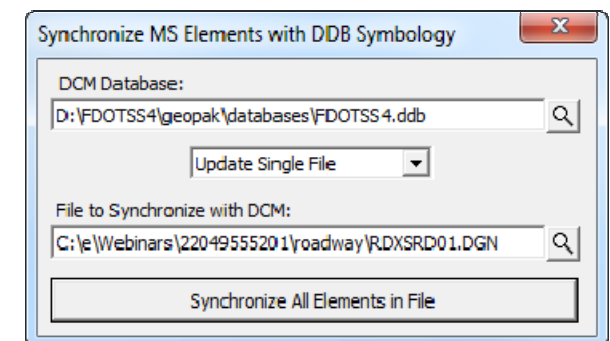 Synchronize MS Elements with DDB Symbology
DCM Database:
D:\FDOTSS4\geopak\databases\FDOTSS4.ddb
Update Single File
File to Synchronize with DCM:
C:\e\Webinars\22049555201\roadway\RDXSRD01.DGN
Synchronize All Elements in File